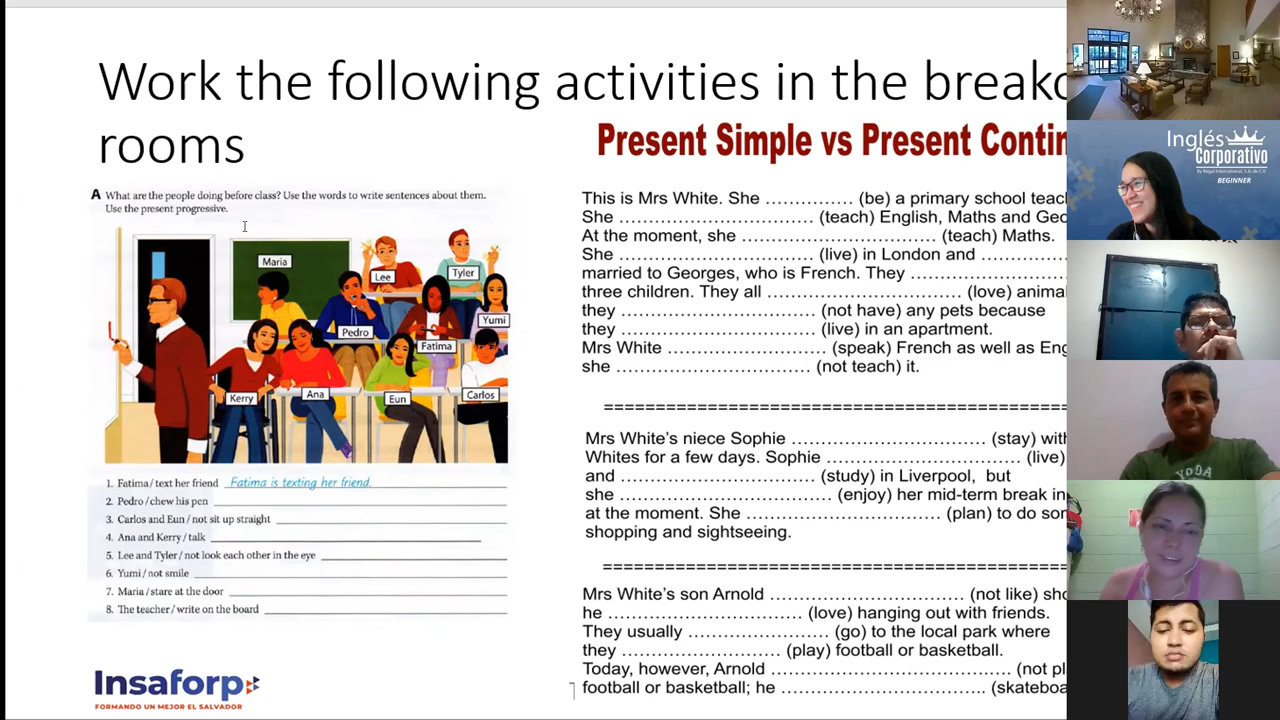 Work the following activities in the
rooms
Present Simple vs Present
A What are the people doing before class? Use the words to write sentences about them.
Use the present progressive.
Maria
Lee
Tyler
Pedro
Yumi
Fatima
Kerry
Ana
Eun
Carlos
1. Fatima / text her friend Fatima is texting her friend.
2. Pedro / chew his pen
3. Carlos and Eun / not sit up straight
4. Ana and Kerry / talk
5. Lee and Tyler / not look each other in the eye
6. Yumi / not smile
7. Maria / stare at the door
8. The teacher / write on the board
This is Mrs White. She …………… (be) a primary school
She ……………………………… (teach) English, Maths and
At the moment, she ……………………………… (teach) Maths.
She ……………………………… (live) in London and ……………
married to Georges, who is French. They ……………………
three children. They all ……………………………… (love)
they ……………………………… (not have) any pets because
they ……………………………… (live) in an apartment.
Mrs White ………………………… (speak) French as well as
she ……………………………… (not teach) it.
==========================================
Mrs White's niece Sophie ……………………………… (stay)
Whites for a few days. Sophie ……………………………… (live)
and ……………………………… (study) in Liverpool, but
she ……………………………… (enjoy) her mid-term break in
at the moment. She ……………………………… (plan) to do
shopping and sightseeing.
==========================================
Mrs White's son Arnold ……………………………… (not like)
he ……………………………… (love) hanging out with friends.
They usually ……………………… (go) to the local park where
they ……………………………… (play) football or basketball.
Today, however, Arnold ……………………………… (not
football or basketball; he ………………………………
Insaforp
FORMANDO UN MEJOR EL SALVADOR
Inglés
Corporativo
By Regal International, S.A. de C.V.
BEGINNER
YODA